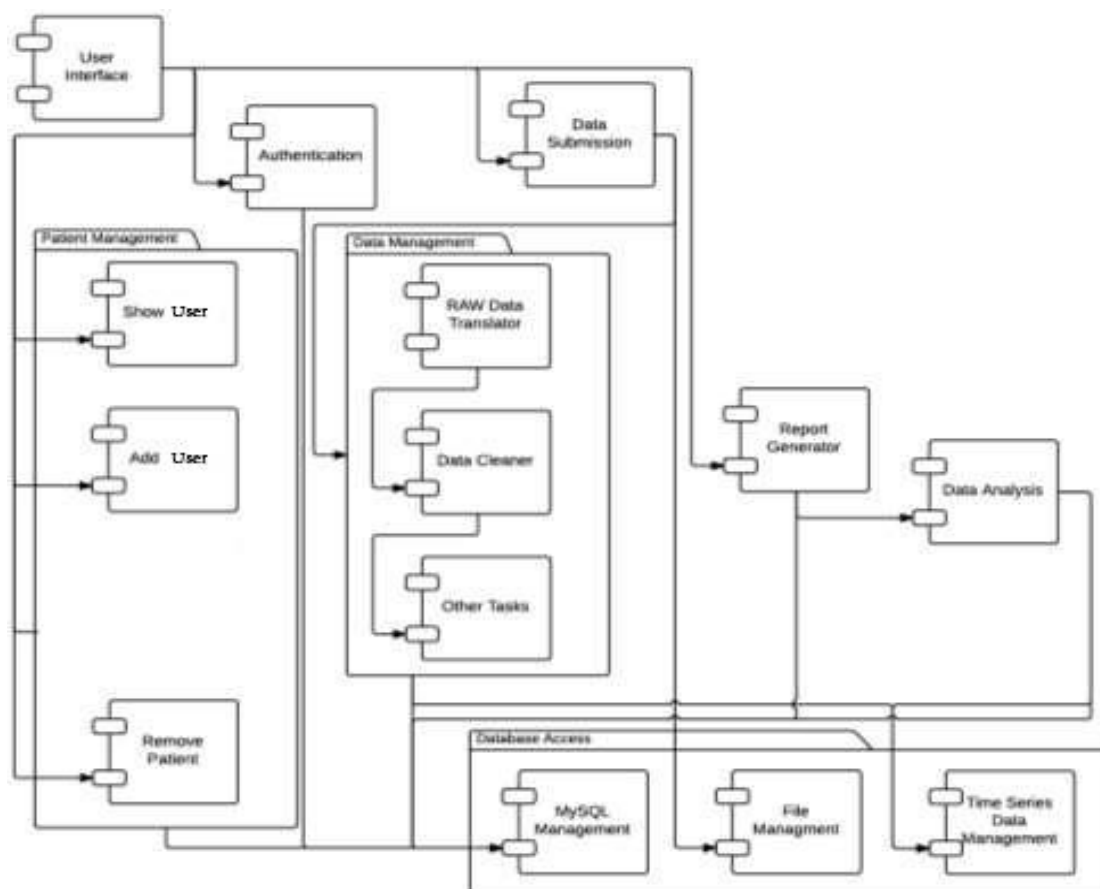 User
Interface
Data
Submission
Authentication
Patient Management
Data Management
Show User
RAW Data
Translator
Add User
Data Cleaner
Report
Generator
Data Analysis
Other Tasks
Remove
Patient
Database Access
MySQL
Management
File
Managment
Time Series
Data
Management